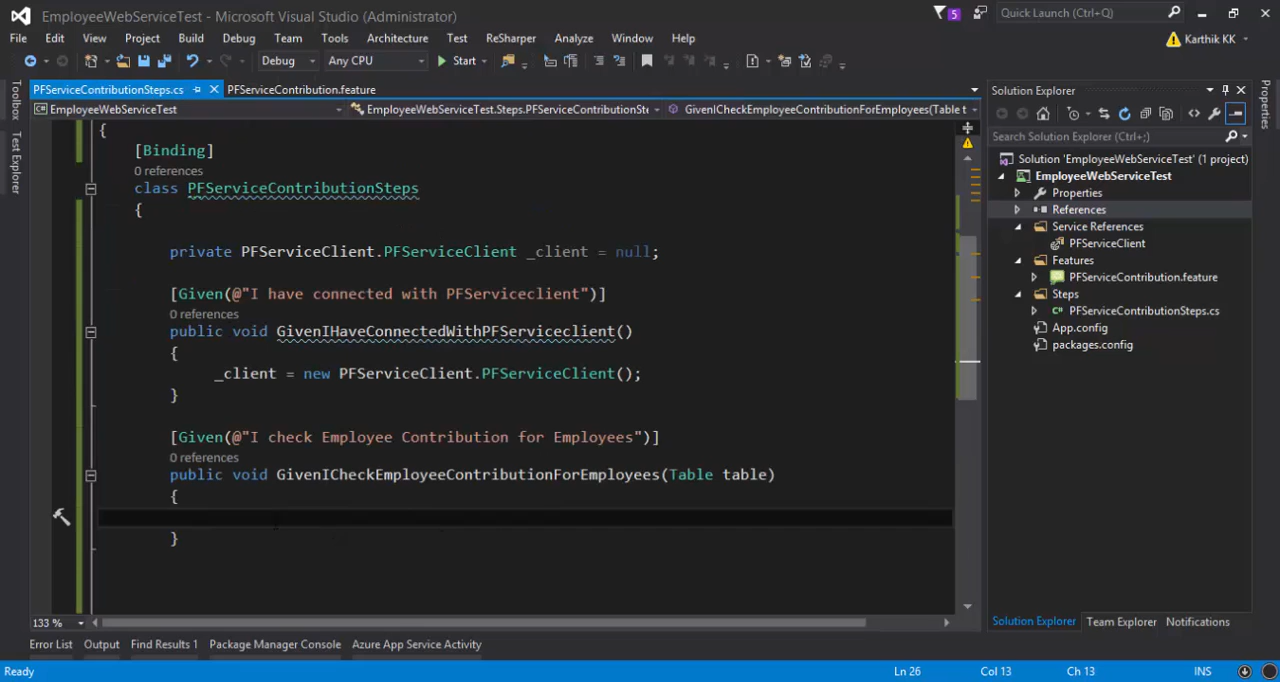 EmployeeWebServiceTest - Microsoft Visual Studio (Administrator)
5
Quick Launch (Ctrl+Q)
File Edit View Project Build Debug Team Tools Architecture Test ReSharper Analyze Window Help
Karthik KK
Debug Any CPU Start
Toolbox
Test Explorer
PFServiceContributionSteps.cs
PFServiceContribution.feature
EmployeeWebServiceTest
EmployeeWebServiceTest.Steps.PFServiceContributionSt
GivenICheckEmployeeContributionForEmployees(Table t
{
[Binding]
0 references
class PFServiceContributionSteps
{
private PFServiceClient.PFServiceClient _client = null;
[Given(@"I have connected with PFServiceclient")]
0 references
public void GivenIHaveConnectedWithPFServiceclient()
{
_client = new PFServiceClient.PFServiceClient();
}
[Given(@"I check Employee Contribution for Employees")]
0 references
public void GivenICheckEmployeeContributionForEmployees(Table table)
{
}
133 %
Solution Explorer
Search Solution Explorer (Ctrl+;)
Solution 'EmployeeWebServiceTest' (1 project)
EmployeeWebServiceTest
Properties
References
Service References
PFServiceClient
Features
PFServiceContribution.feature
Steps
PFServiceContributionSteps.cs
App.config
packages.config
Solution Explorer Team Explorer Notifications
Properties
Error List Output Find Results 1 Package Manager Console Azure App Service Activity
Ready
Ln 26 Col 13 Ch 13 INS